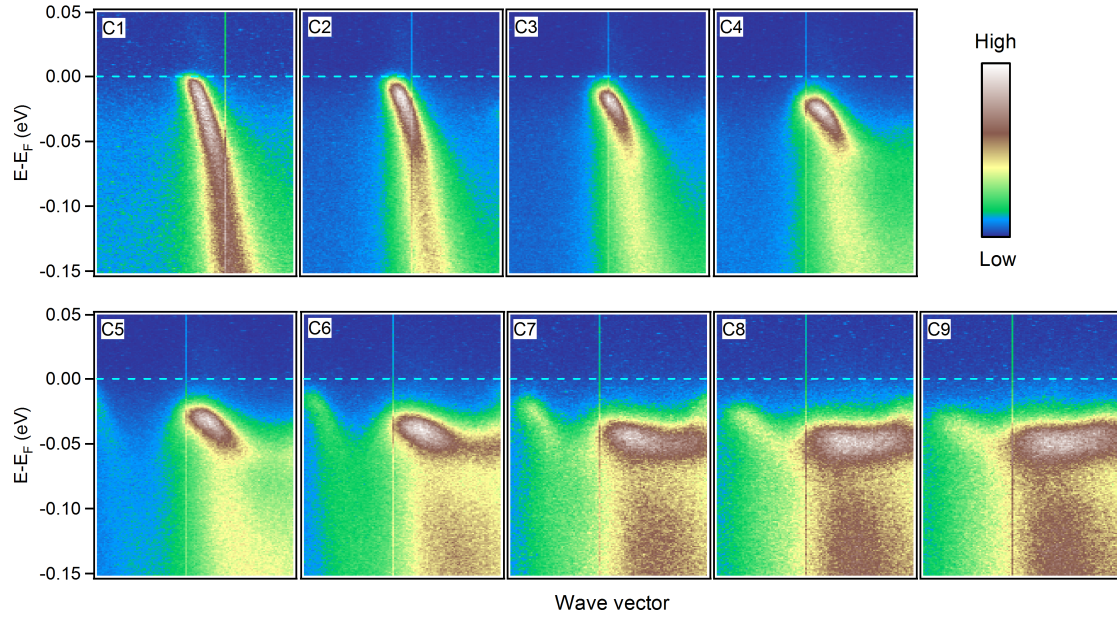 C1
C2
C3
C4
0.05
0.00
-0.05
-0.10
-0.15
E-EF (eV)
High
Low
C5
C6
C7
C8
C9
0.05
0.00
-0.05
-0.10
-0.15
E-EF (eV)
Wave vector